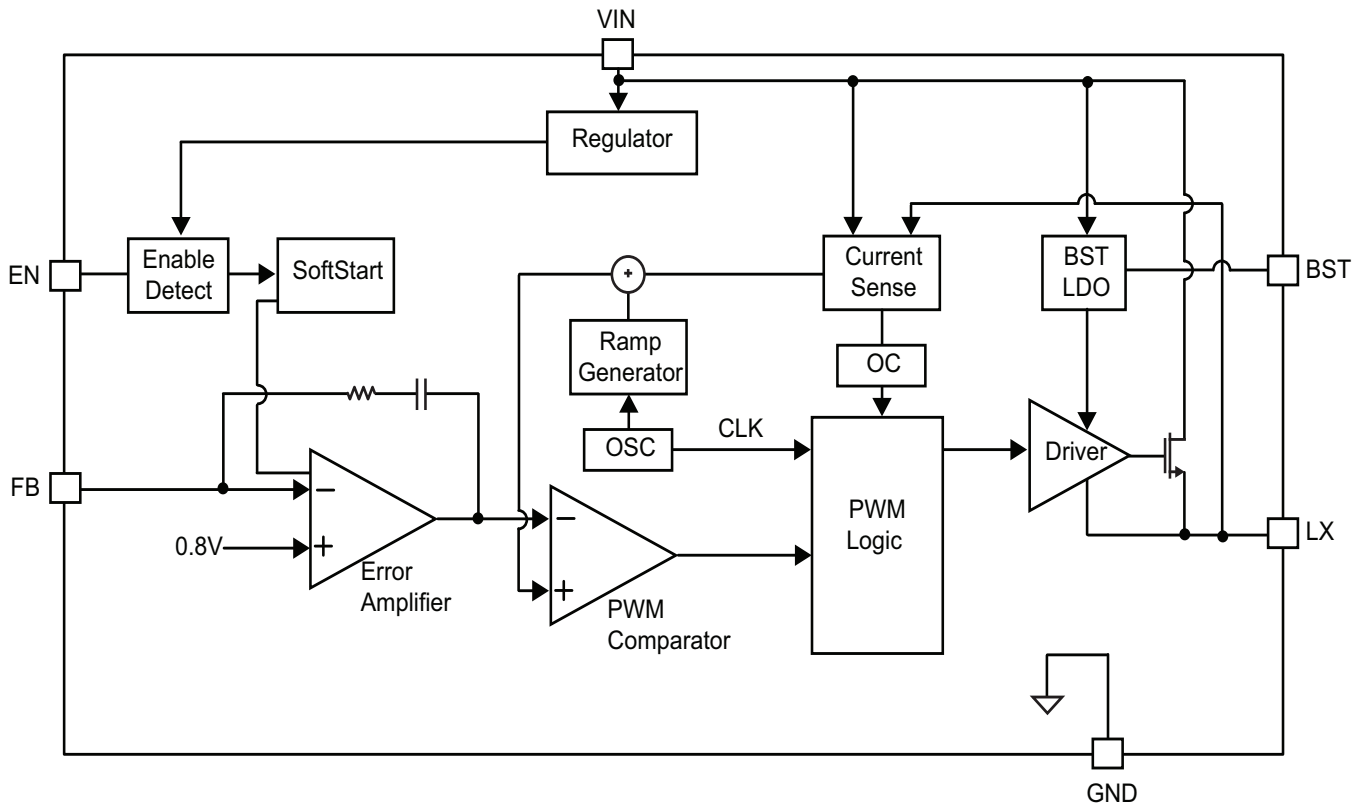 VIN
Regulator
EN
Enable
Detect
SoftStart
+
Current
Sense
BST
LDO
BST
Ramp
Generator
OC
OSC
CLK
FB
−
0.8V
+
Error
Amplifier
−
+
PWM
Comparator
PWM
Logic
Driver
LX
GND